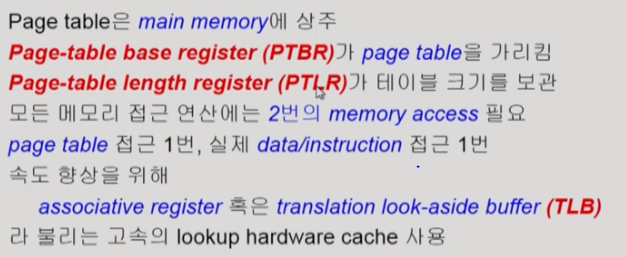 Page table은 main memory에 상주
Page-table base register (PTBR)가 page table을 가리킴
Page-table length register (PTLR)가 테이블 크기를 보관
모든 메모리 접근 연산에는 2번의 memory access 필요
page table 접근 1번, 실제 data/instruction 접근 1번
속도 향상을 위해
associative register 혹은 translation look-aside buffer (TLB)
라 불리는 고속의 lookup hardware cache 사용